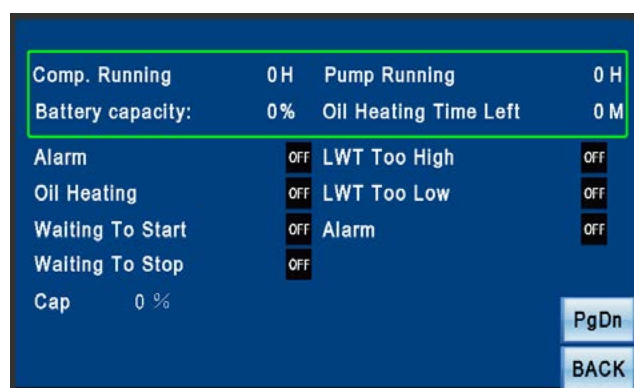 Comp. Running 0 H Pump Running 0 H
Battery capacity: 0% Oil Heating Time Left 0 M
Alarm OFF LWT Too High OFF
Oil Heating OFF LWT Too Low OFF
Waiting To Start OFF Alarm OFF
Waiting To Stop OFF
Cap 0 %
PgDn
BACK